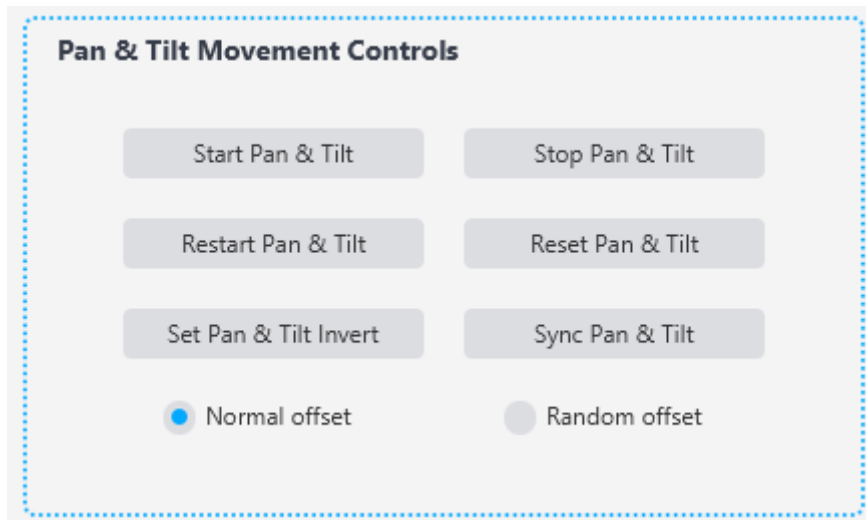 Pan & Tilt Movement Controls
Start Pan & Tilt
Stop Pan & Tilt
Restart Pan & Tilt
Reset Pan & Tilt
Set Pan & Tilt Invert
Sync Pan & Tilt
Normal offset
Random offset